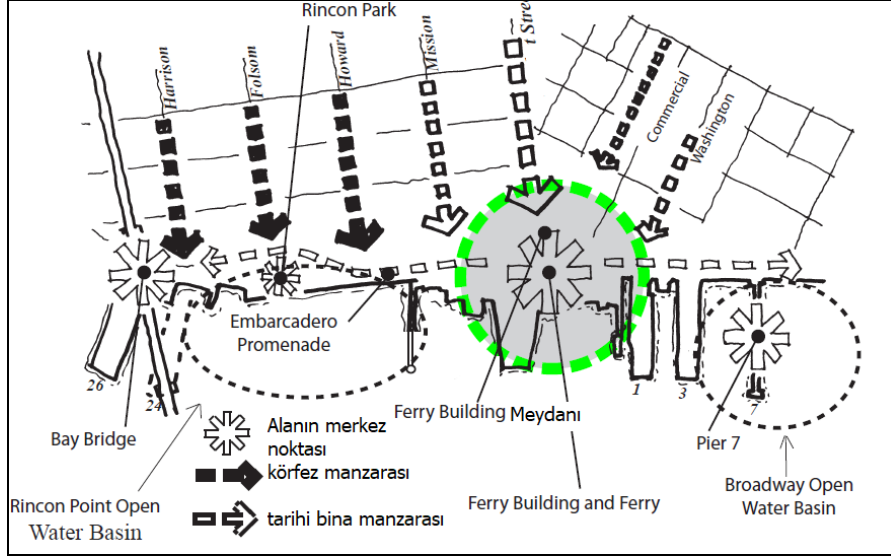 Rincon Park
Harrison
Folsom
Howard
Mission
t Stree
Commercial
Washington
Embarcadero
Promenade
26
24
1
3
7
Bay Bridge
Alanın merkez
noktası
Ferry Building Meydanı
Pier 7
körfez manzarası
Rincon Point Open
Water Basin
tarihi bina manzarası
Ferry Building and Ferry
Broadway Open
Water Basin